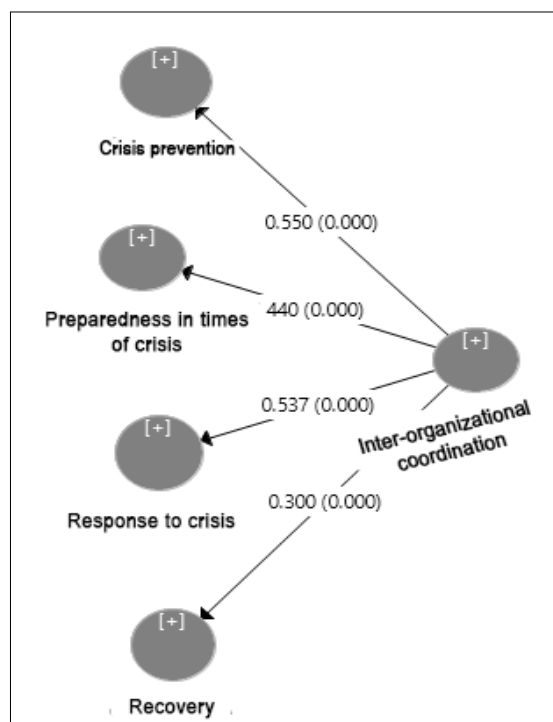 [+]
Crisis prevention
0.550 (0.000)
[+]
Preparedness in times
of crisis
440 (0.000)
[+]
Inter-organizational
coordination
0.537 (0.000)
[+]
Response to crisis
0.300 (0.000)
[+]
Recovery